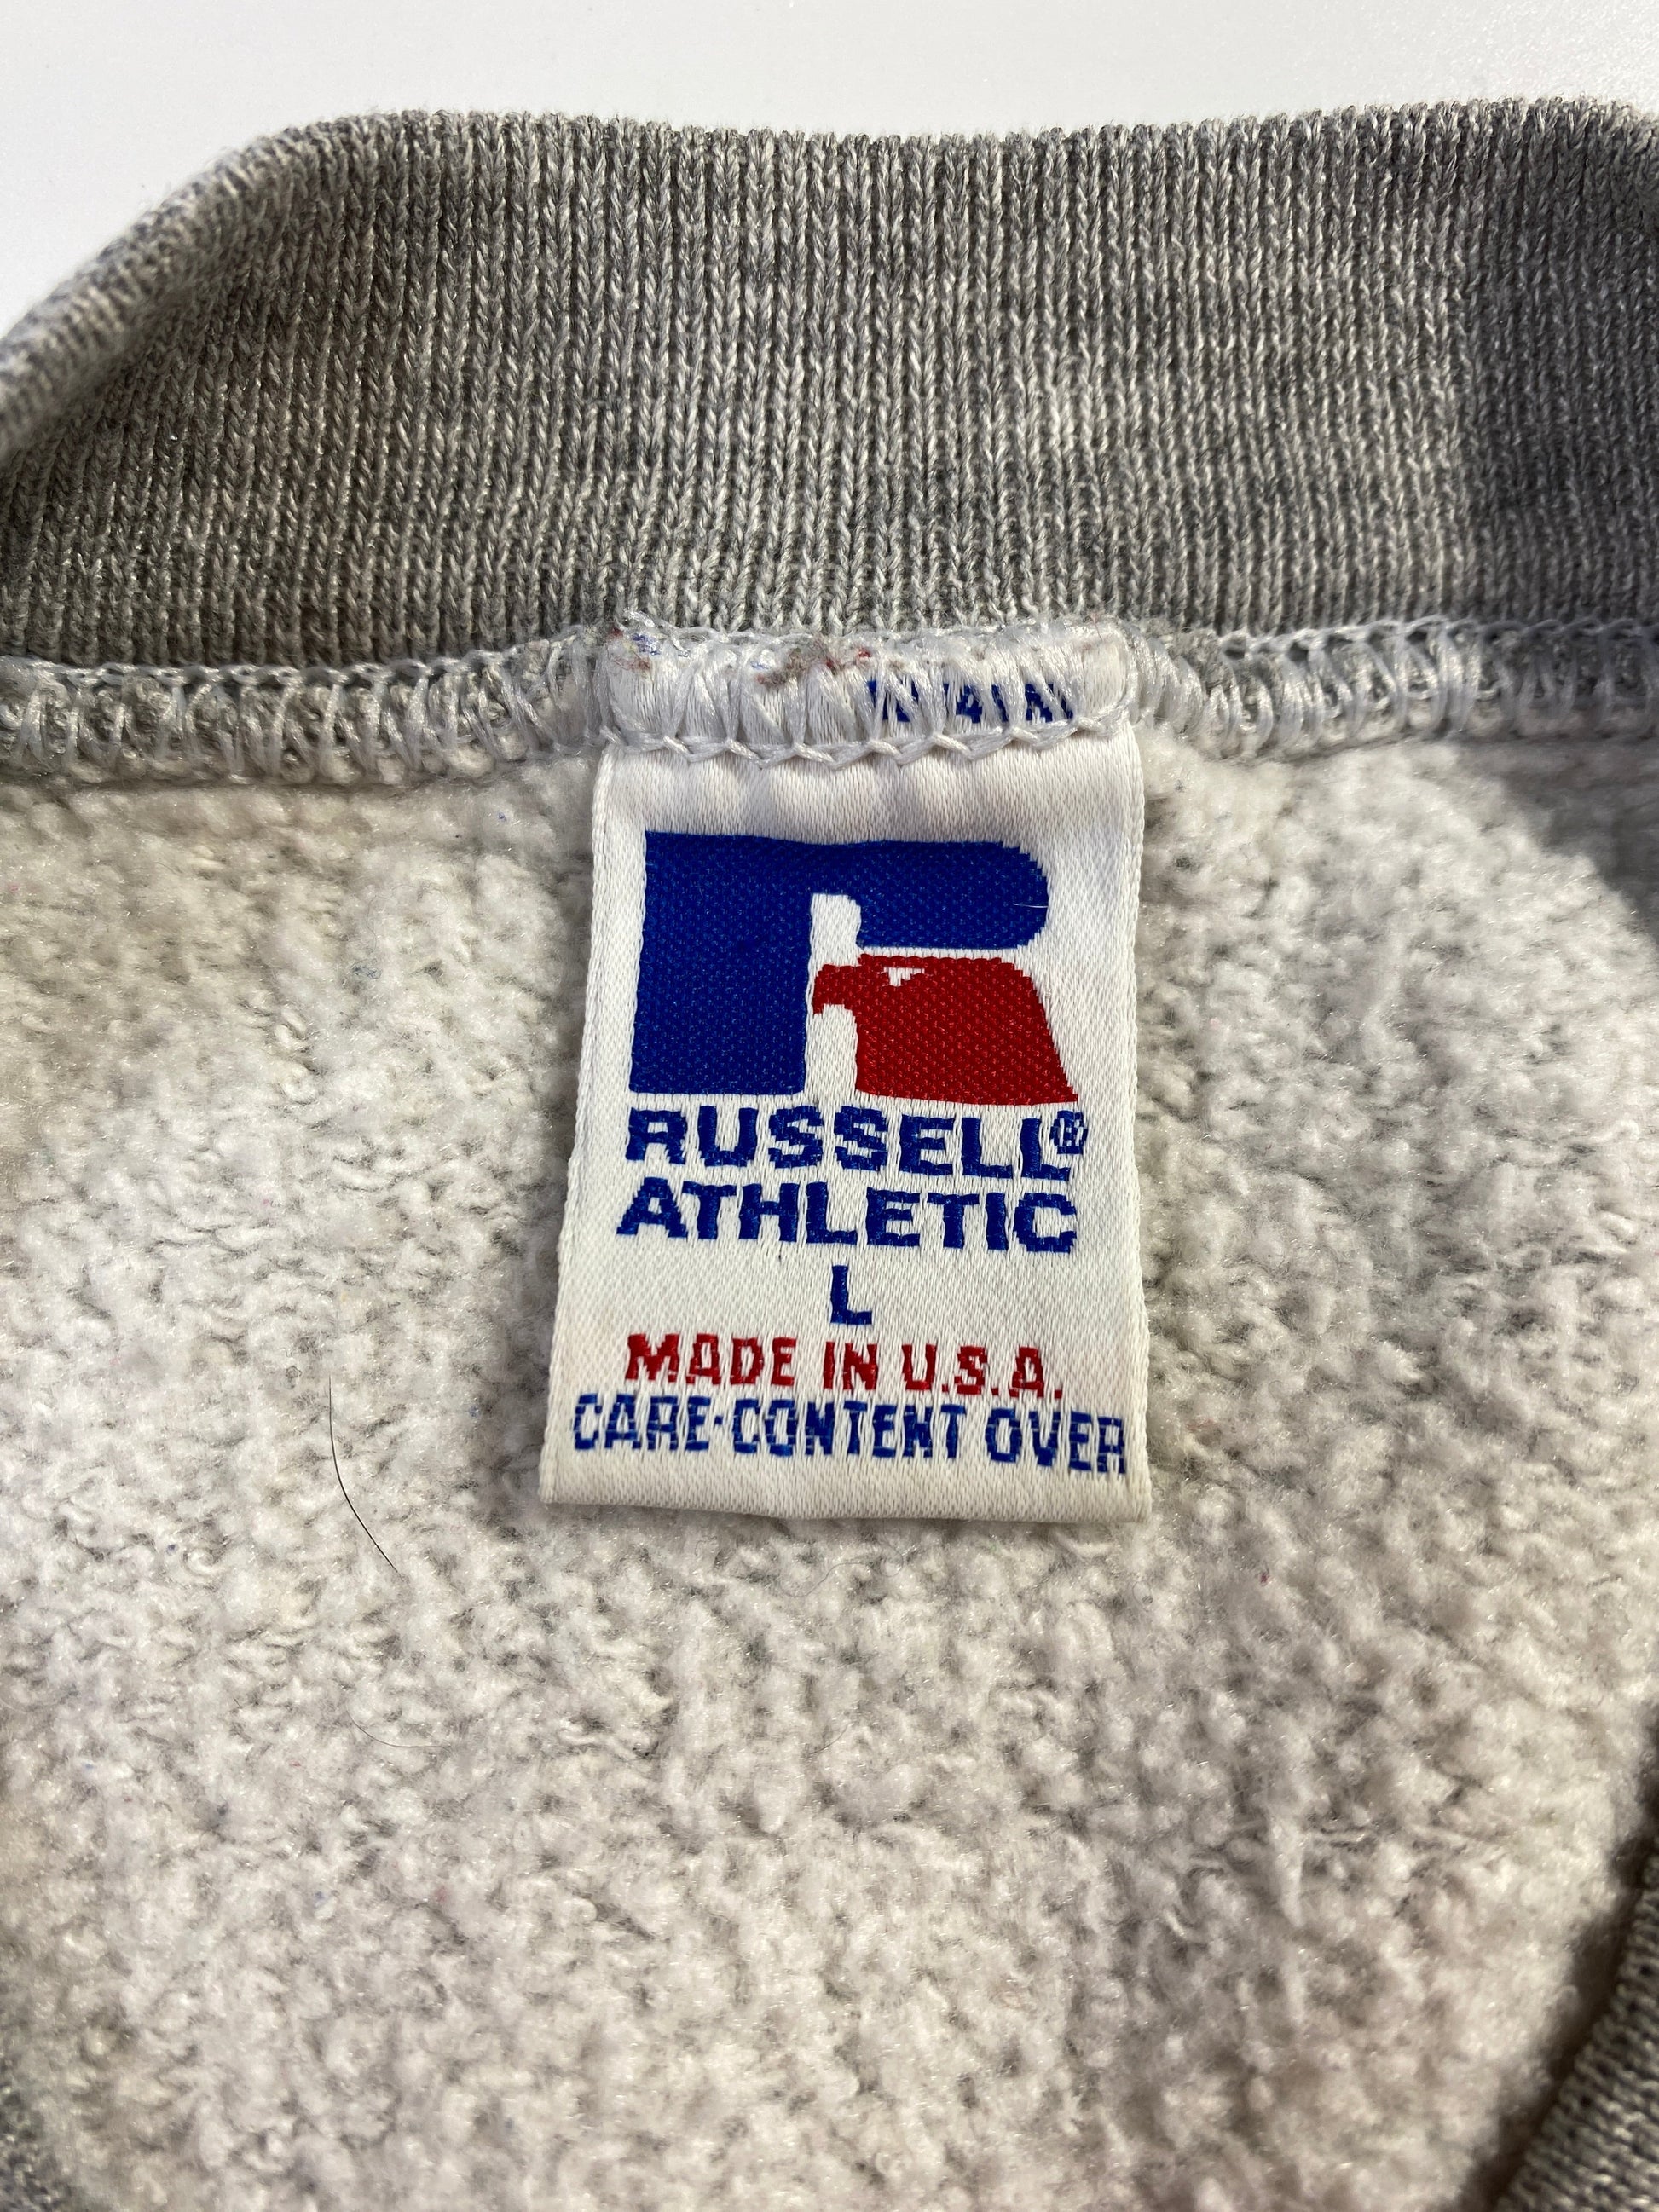 RUSSELL®
ATHLETIC
L
MADE IN U.S.A.
CARE·CONTENT OVER